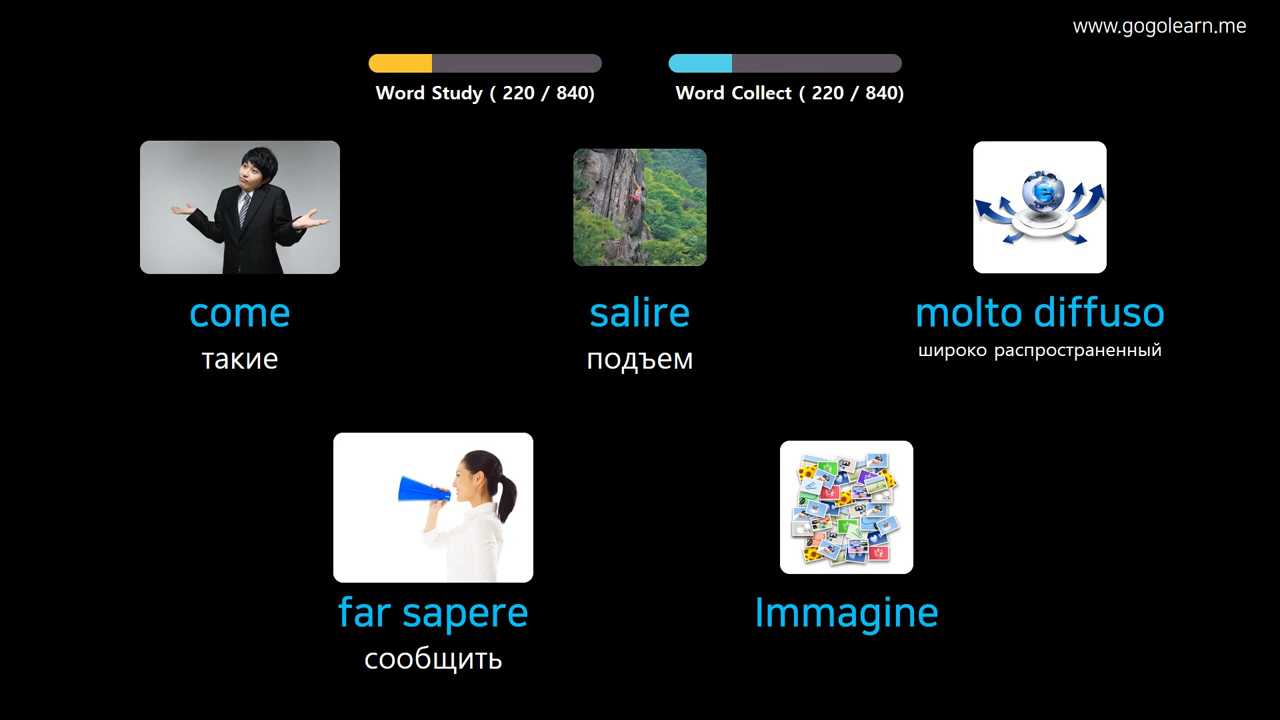 www.gogolearn.me
Word Study ( 220 / 840)
Word Collect ( 220 / 840)
come
такие
salire
подъем
molto diffuso
широко распространенный
far sapere
сообщить
Immagine